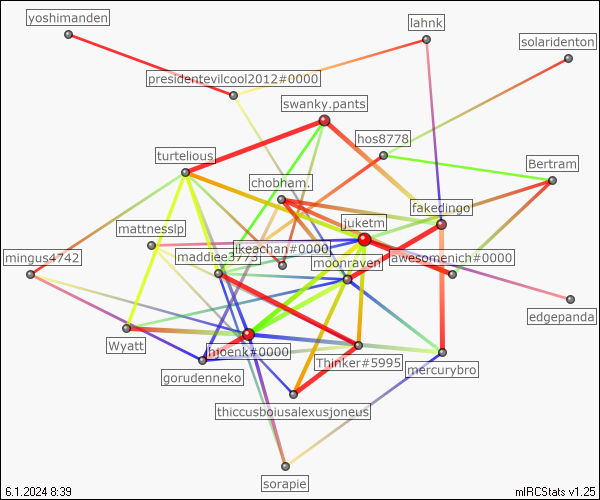 yoshimanden
lahnk
solaridenton
presidentevilcool2012#0000
swanky.pants
hos8778
turtelious
Bertram
chobham.
fakedingo
mattnesslp
juketm
ikeachan#0000
mingus4742
maddiee3773
moonraven
awesomenich#0000
edgepanda
Wyatt
hjoenk#0000
Thinker#5995
mercurybro
gorudenneko
thiccusboiusalexusjoneus
sorapie
6.1.2024 8:39
mIRCStats v1.25